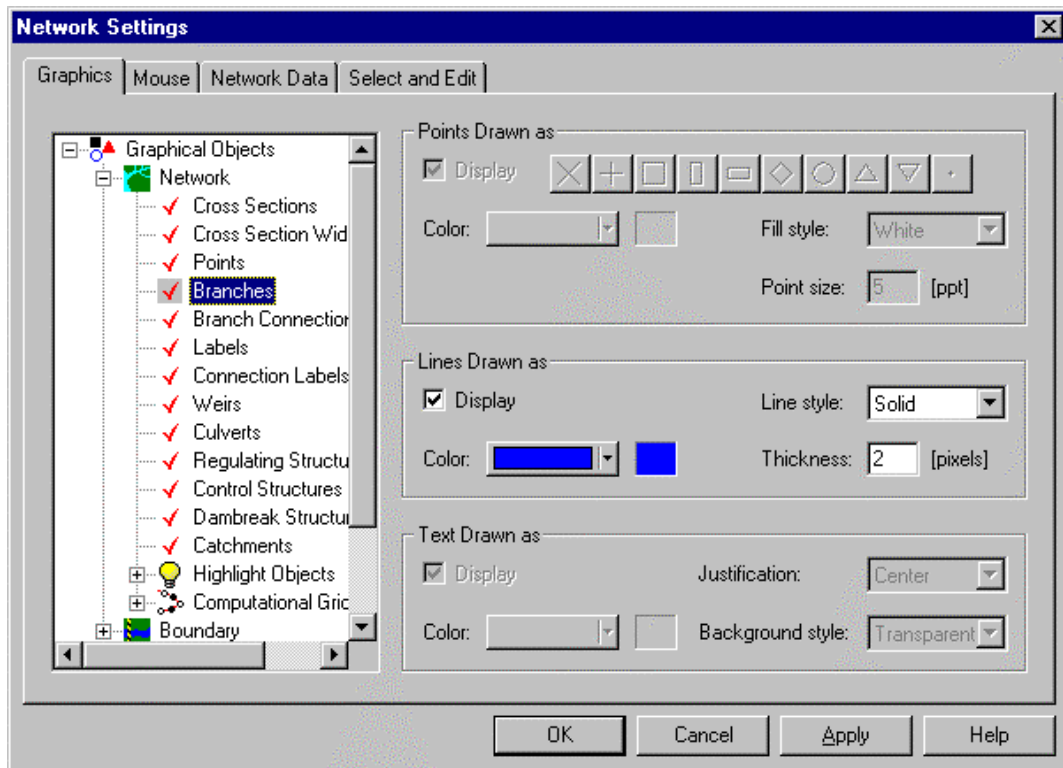 Network Settings
Graphics
Mouse
Network Data
Select and Edit
Graphical Objects
Network
Cross Sections
Cross Section Wid
Points
Branches
Branch Connection
Labels
Connection Labels
Weirs
Culverts
Regulating Structu
Control Structures
Dambreak Structur
Catchments
Highlight Objects
Computational Gric
Boundary
Points Drawn as
Display
Color:
Fill style: White
Point size: 5 [ppt]
Lines Drawn as
Display
Line style: Solid
Color:
Thickness: 2 [pixels]
Text Drawn as
Display
Justification: Center
Color:
Background style: Transparent
OK
Cancel
Apply
Help